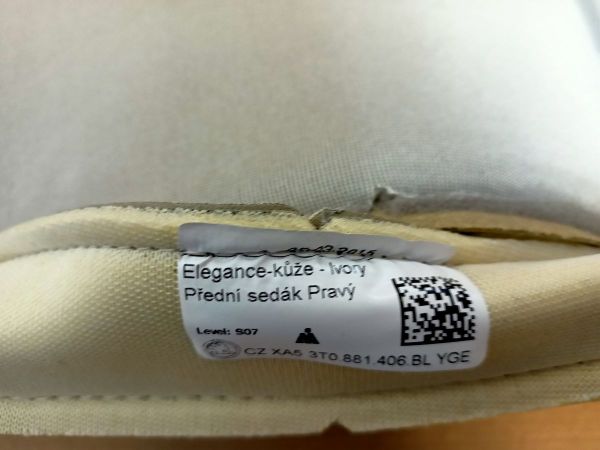 Elegance-kůže - Ivory
Přední sedák Pravý
Level: S07
CZ XA5 3T0.881.406.BL YGE